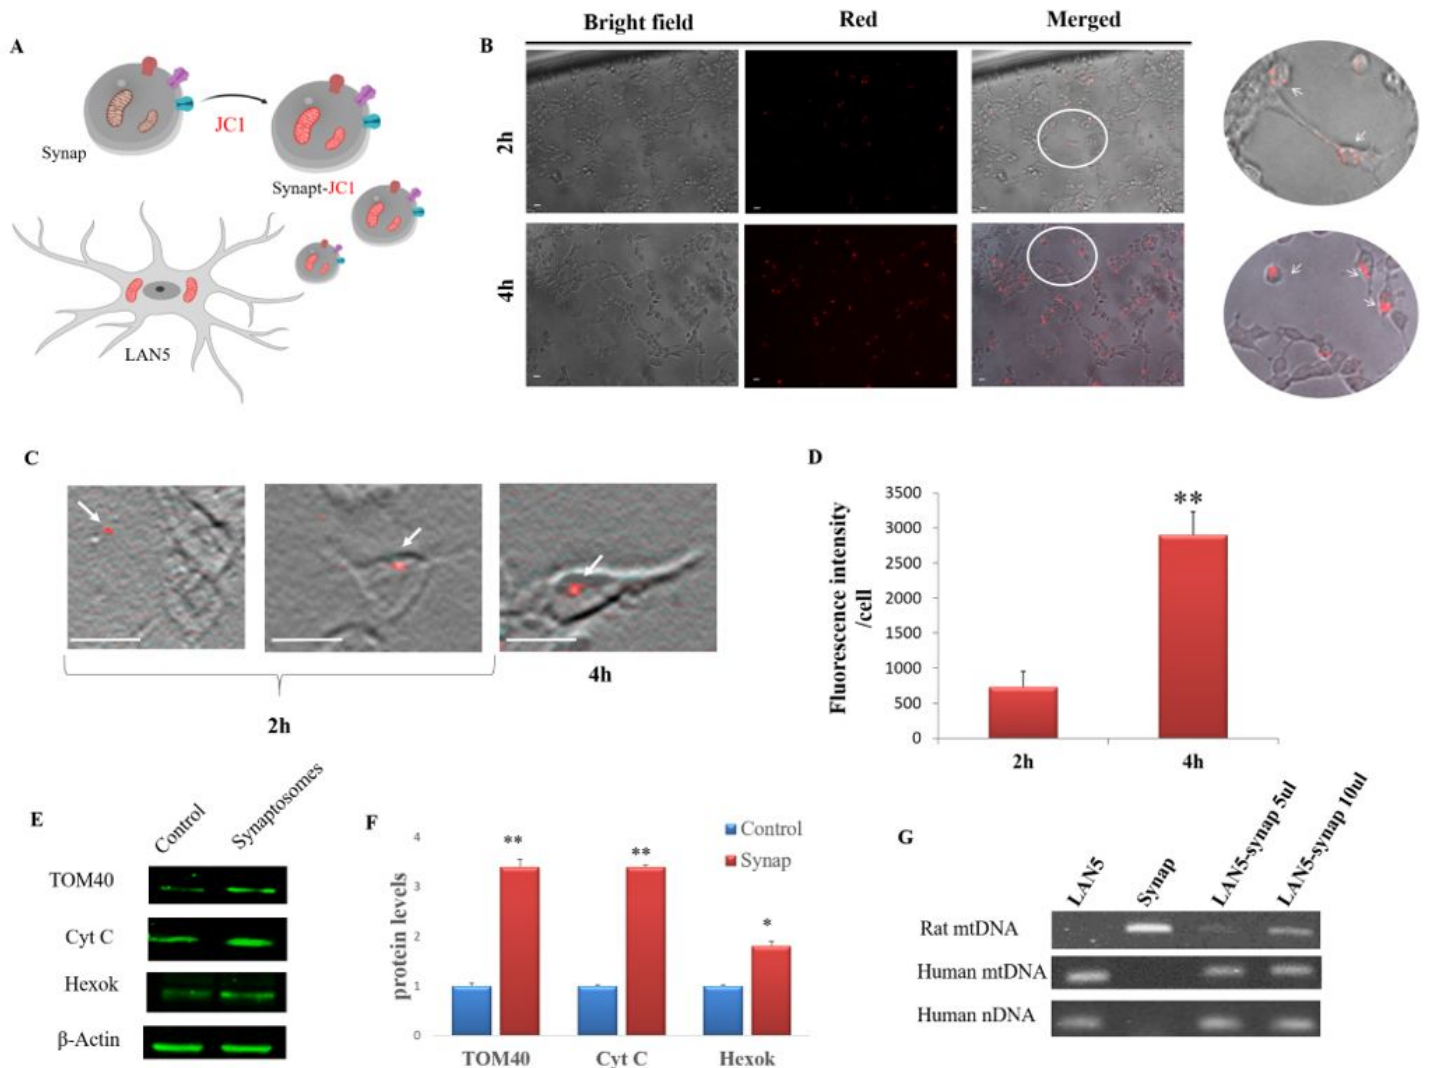 A
Synap
JC1
Synapt-JC1
LAN5
B
Bright field
Red
Merged
2h
4h
C
2h
4h
D
Fluorescence intensity
/cell
3500
3000
2500
2000
1500
1000
500
0
**
2h
4h
E
Control
Synaptosomes
TOM40
Cyt C
Hexok
β-Actin
F
protein levels
4
3
2
1
0
**
**
*
Control
Synap
TOM40
Cyt C
Hexok
G
LAN5
Synap
LAN5-synap 5ul
LAN5-synap 10ul
Rat mtDNA
Human mtDNA
Human nDNA